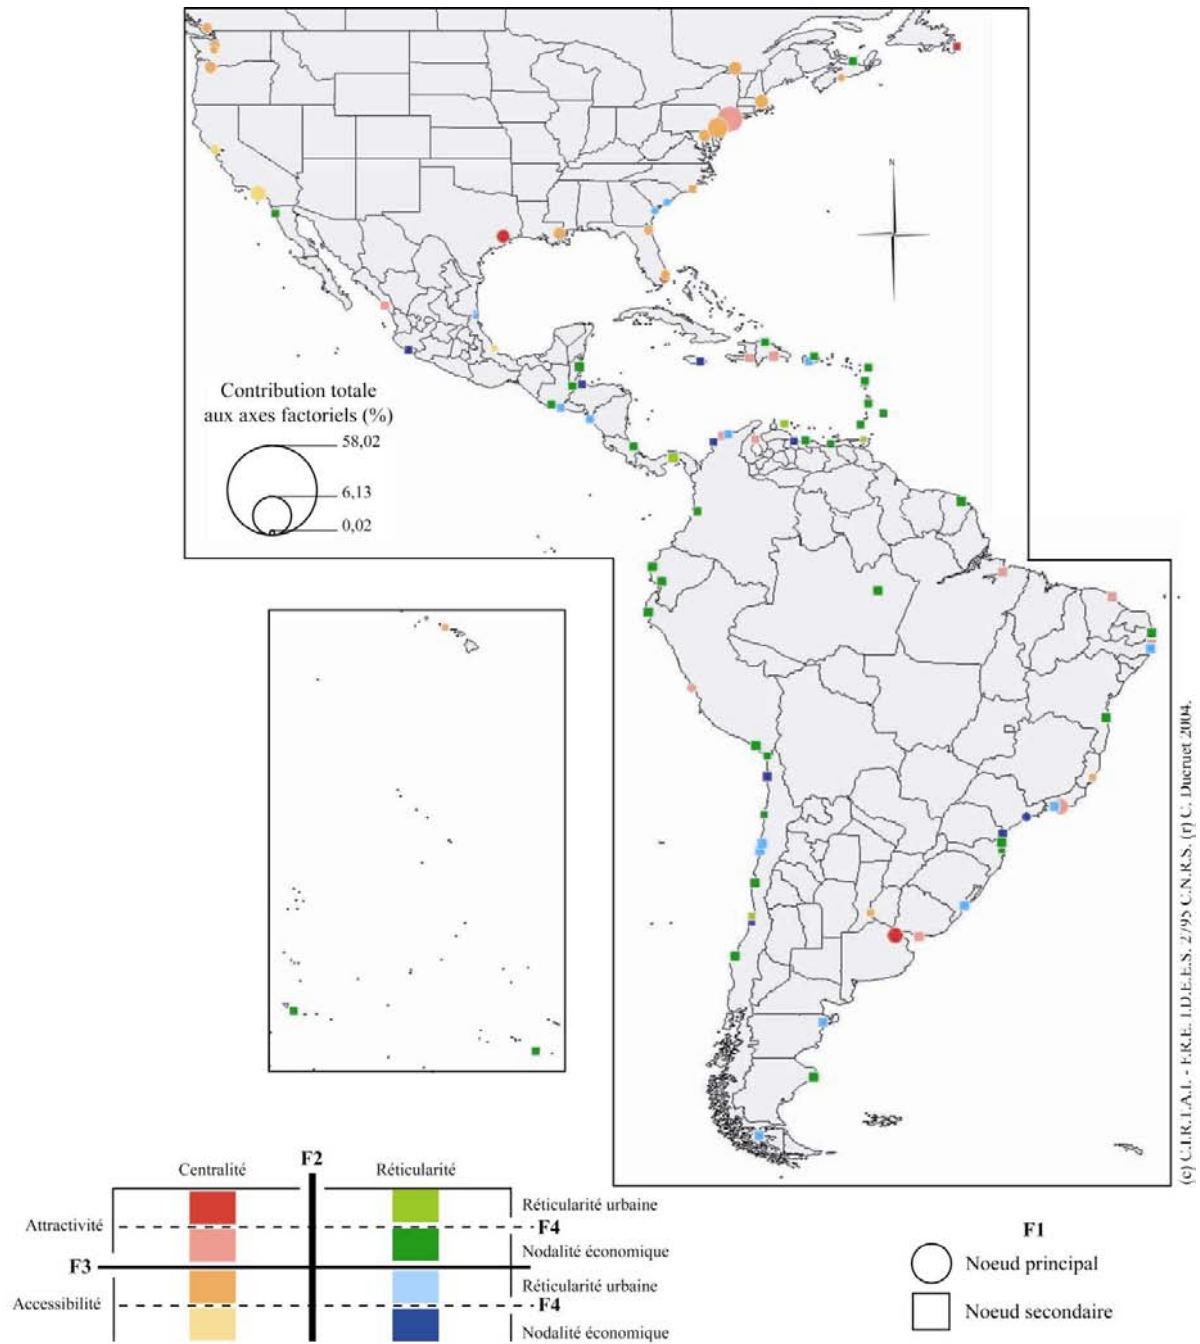 N
Contribution totale
aux axes factoriels (%)
58,02
6,13
0,02
(c) C.I.R.T.A.I. - F.R.E. I.D.E.E.S. 2795 C.N.R.S. (r) C. Ducruet 2004.
F2
Centralité
Réticularité
Attractivité
Réticularité urbaine
F4
Nodalité économique
F3
Accessibilité
Réticularité urbaine
F4
Nodalité économique
F1
Noeud principal
Noeud secondaire